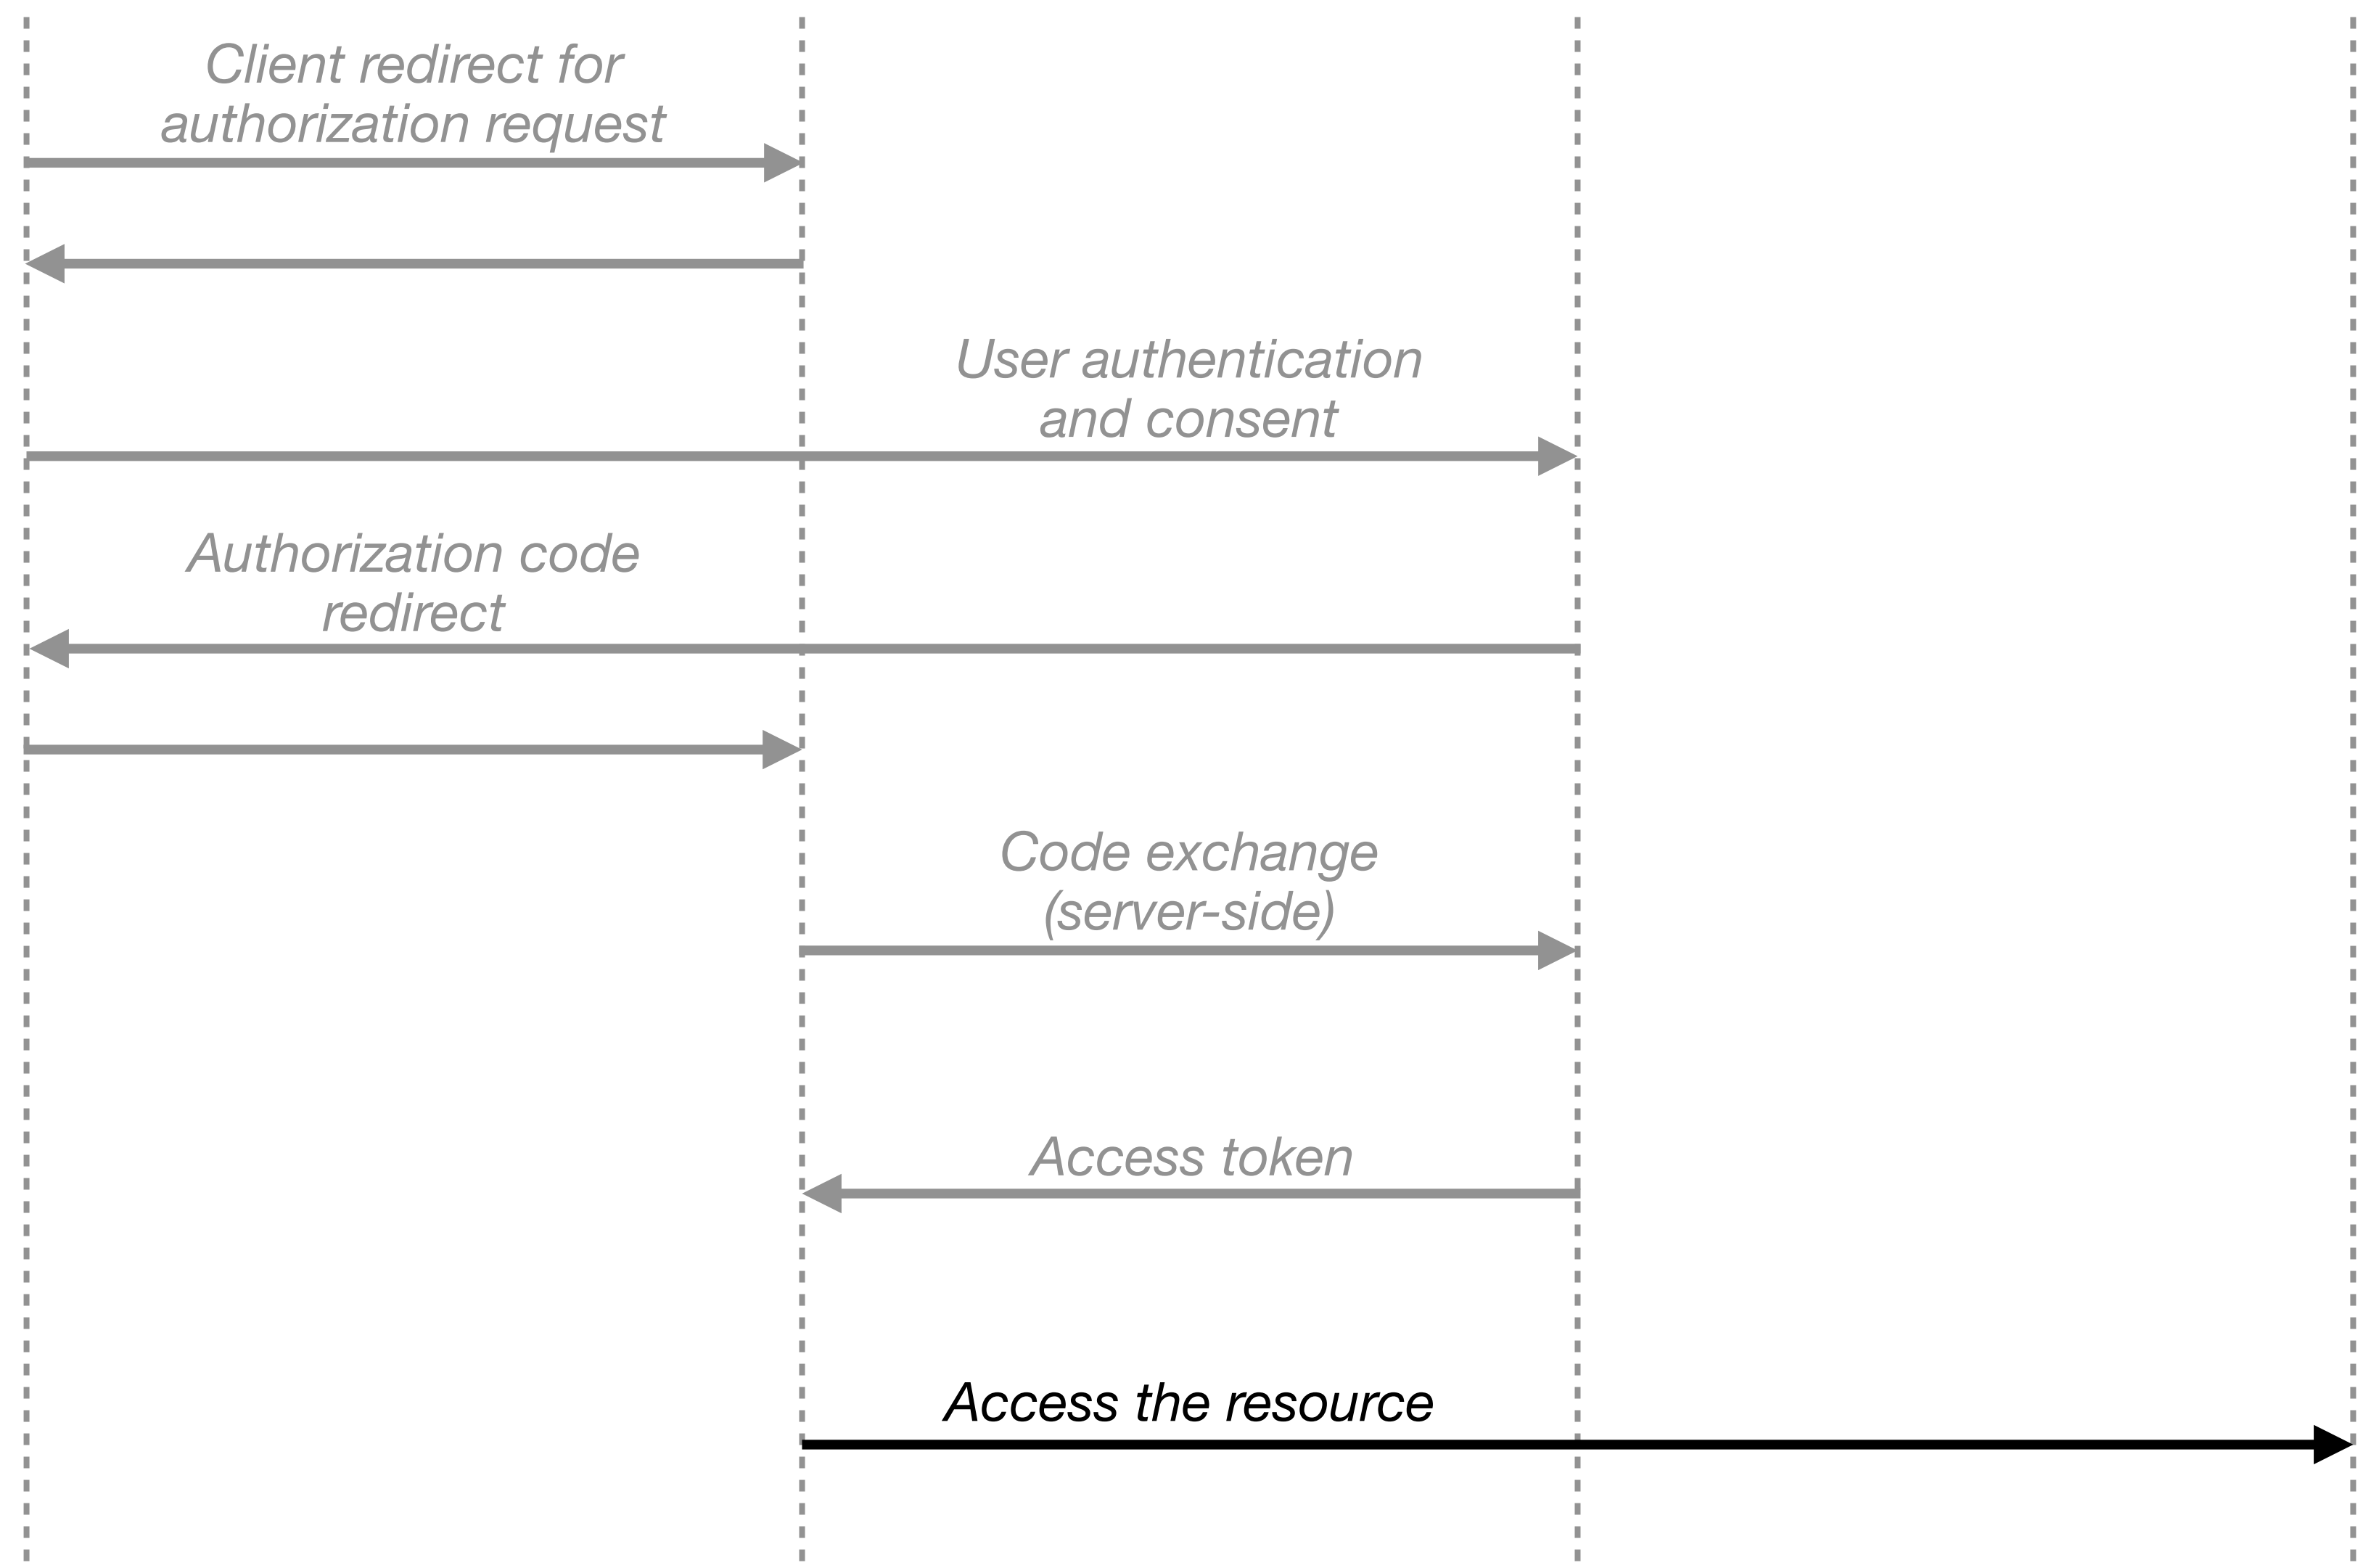 Client redirect for
authorization request
User authentication
and consent
Authorization code
redirect
Code exchange
(server-side)
Access token
Access the resource